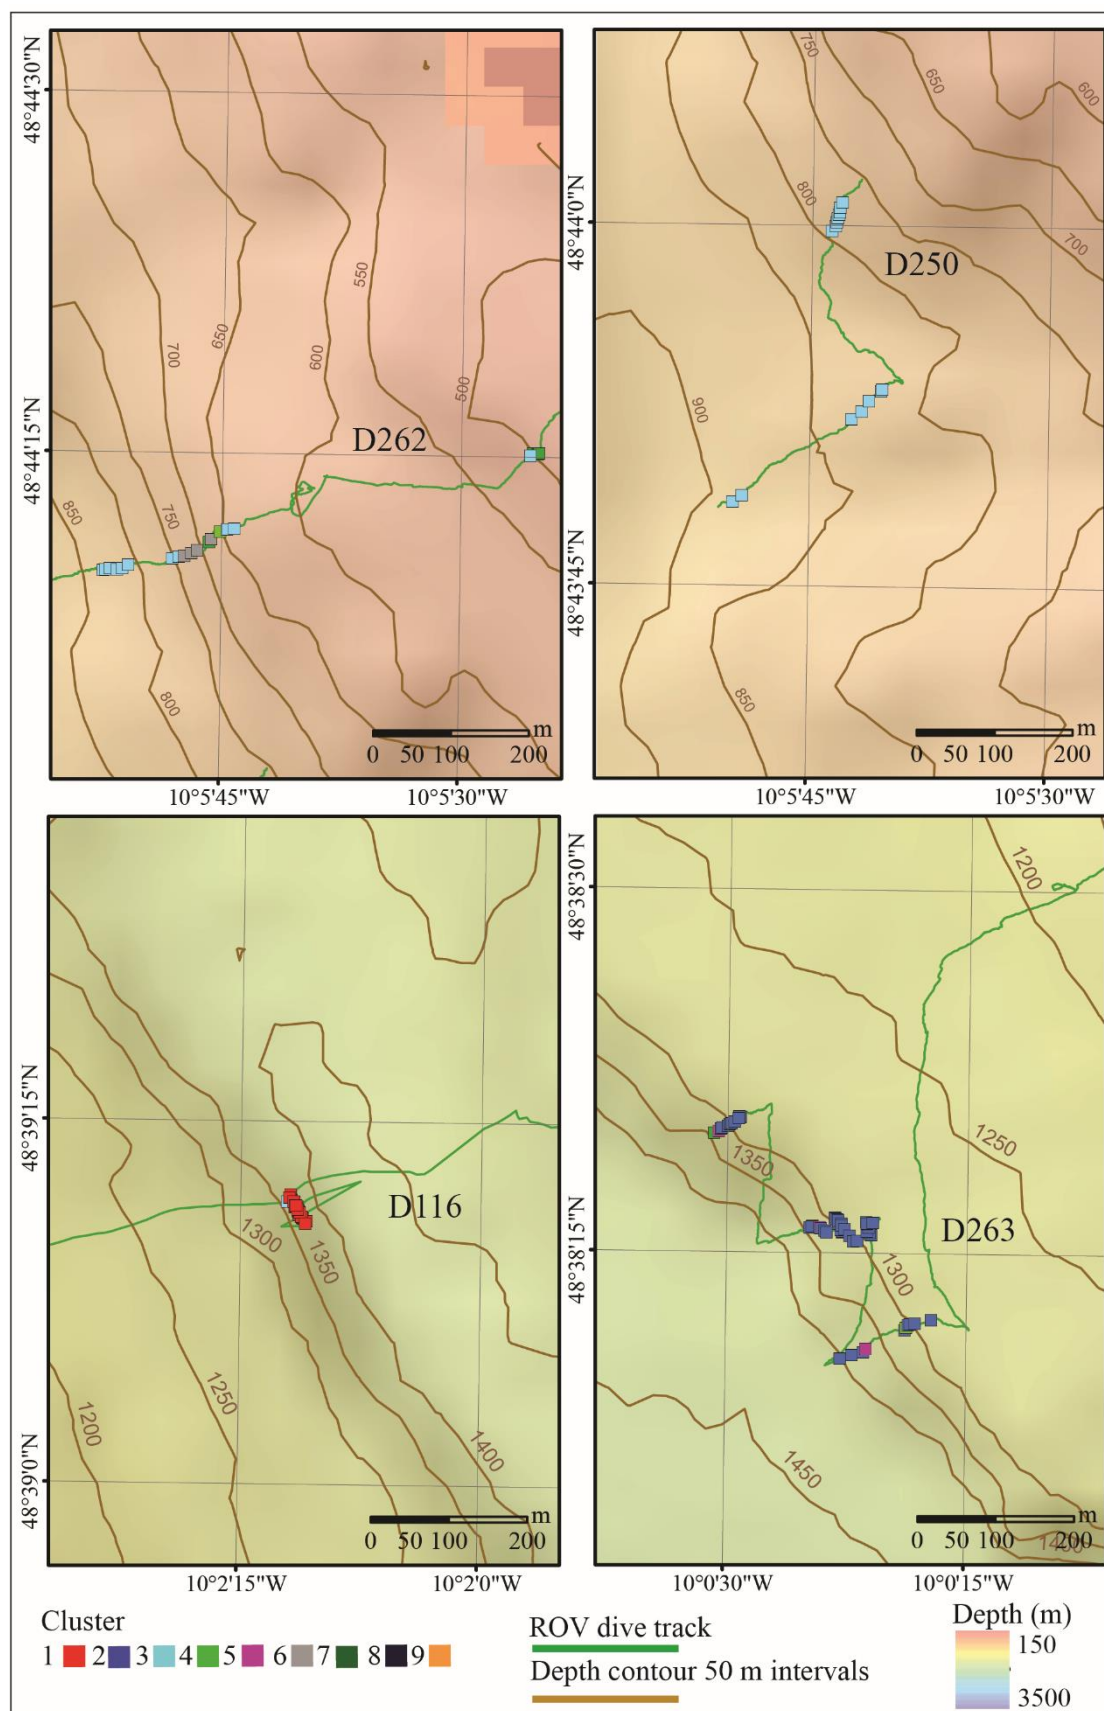 48°44'30"N
48°44'15"N
550
650
700
600
500
D262
850
750
800
m
0 50 100 200
10°5'45"W
10°5'30"W
750
650
600
800
48°44'0"N
D250
700
900
48°43'45"N
850
m
0 50 100 200
10°5'45"W
10°5'30"W
48°39'15"N
D116
1300
1350
1250
1200
1400
48°39'0"N
m
0 50 100 200
10°2'15"W
10°2'0"W
48°38'30"N
1200
1250
1350
48°38'15"N
D263
1300
1450
m
0 50 100 200
1400
10°0'30"W
10°0'15"W
Cluster
1 2 3 4 5 6 7 8 9
ROV dive track
Depth contour 50 m intervals
Depth (m)
150
3500